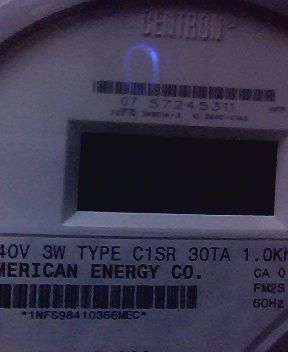 CENTRON
07 57245311
40V 3W TYPE C1SR 30TA 1.0K
MERICAN ENERGY CO.
CA 0
FM2S
60Hz
*1NFS98410366MEC*